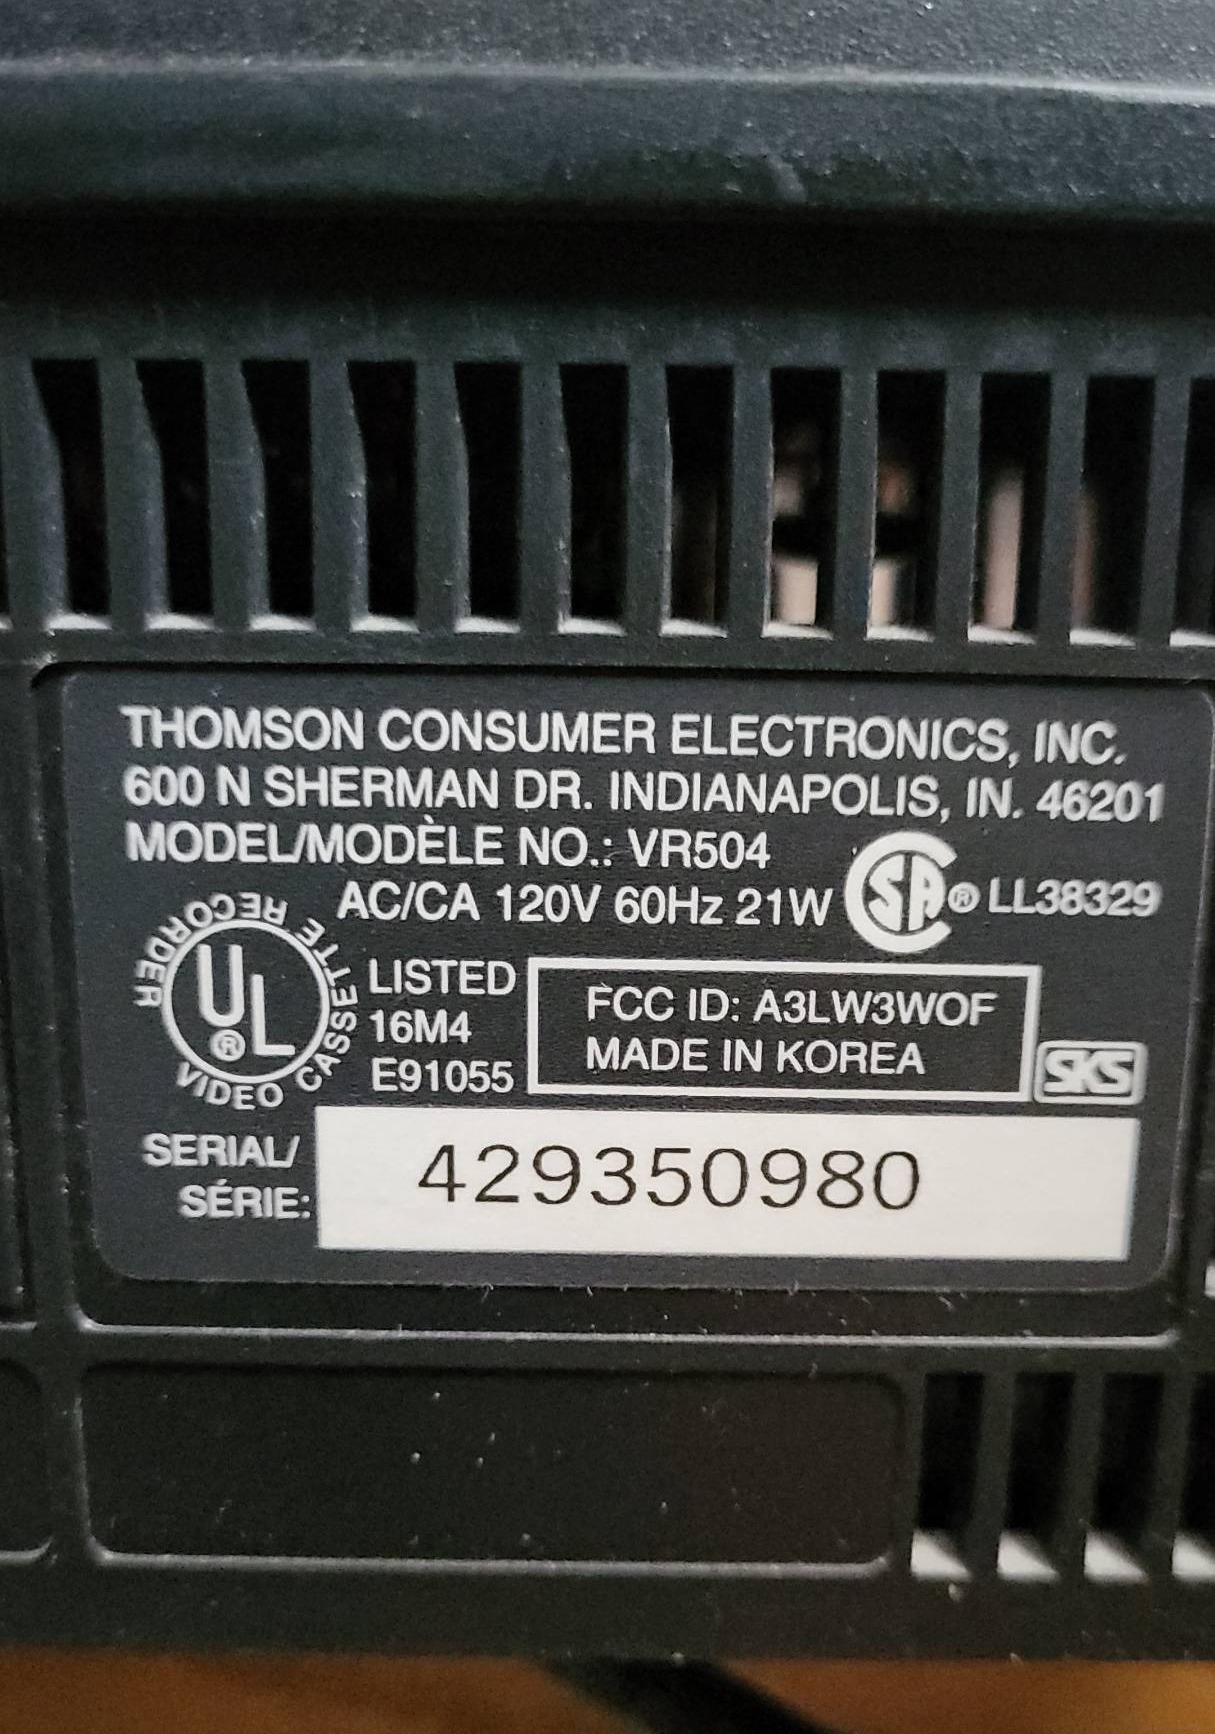 THOMSON CONSUMER ELECTRONICS, INC.
600 N SHERMAN DR. INDIANAPOLIS, IN. 46201
MODEL/MODÈLE NO.: VR504
AC/CA 120V 60Hz 21W
SA® LL38329
VIDEO CASSETTE RECORDER
UL®
LISTED
16M4
E91055
FCC ID: A3LW3WOF
MADE IN KOREA
SKS
SERIAL/
SÉRIE:
429350980